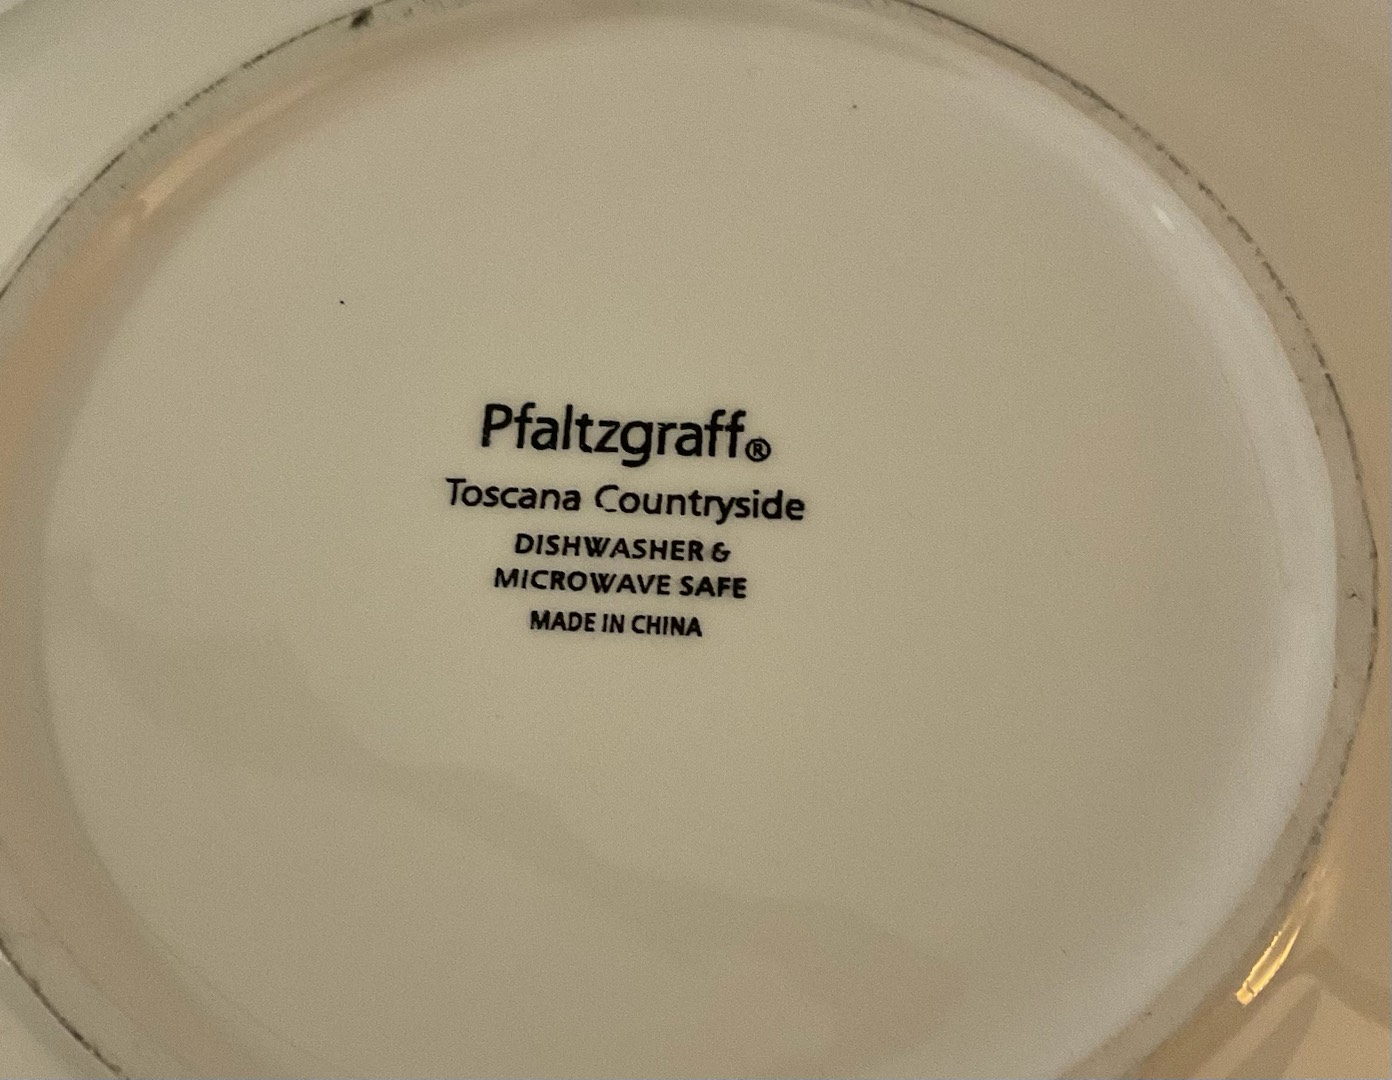 Pfaltzgraff®
Toscana Countryside
DISHWASHER &
MICROWAVE SAFE
MADE IN CHINA